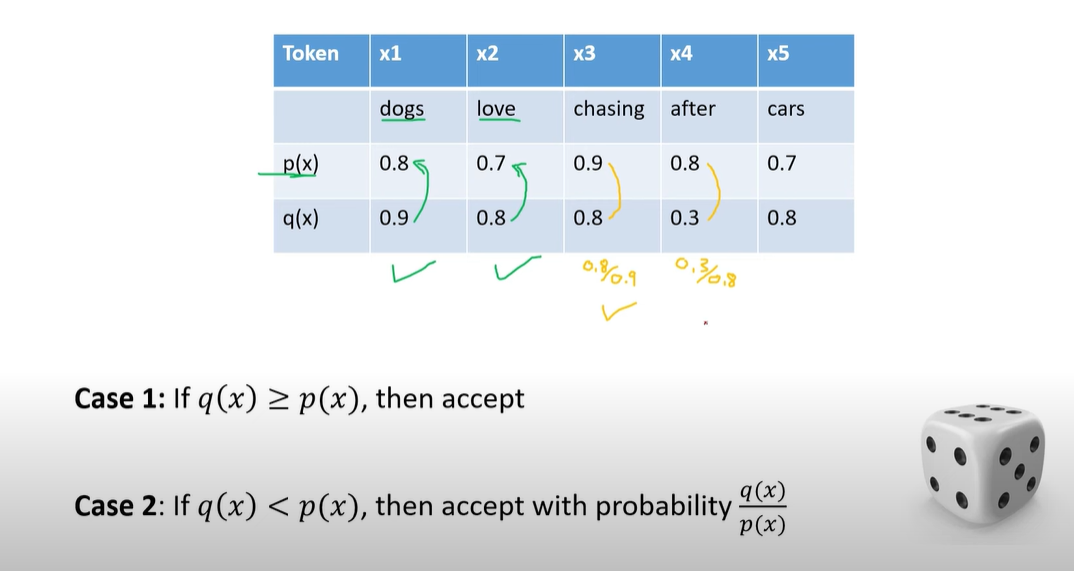 Token x1 x2 x3 x4 x5
dogs love chasing after cars
p(x) 0.8 0.7 0.9 0.8 0.7
q(x) 0.9 0.8 0.8 0.3 0.8
0.8/0.9 0.3/0.8
Case 1: If q(x) ≥ p(x), then accept
Case 2: If q(x) < p(x), then accept with probability q(x)/p(x)